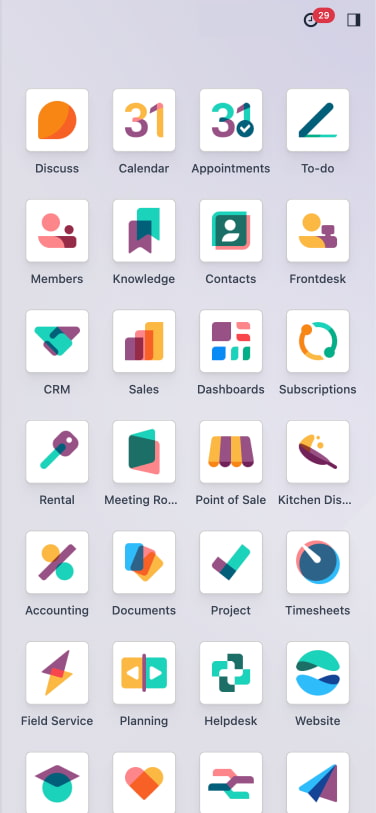 29
31
31
Discuss
Calendar
Appointments
To-do
Members
Knowledge
Contacts
Frontdesk
CRM
Sales
Dashboards
Subscriptions
Rental
Meeting Ro...
Point of Sale
Kitchen Dis...
Accounting
Documents
Project
Timesheets
Field Service
Planning
Helpdesk
Website